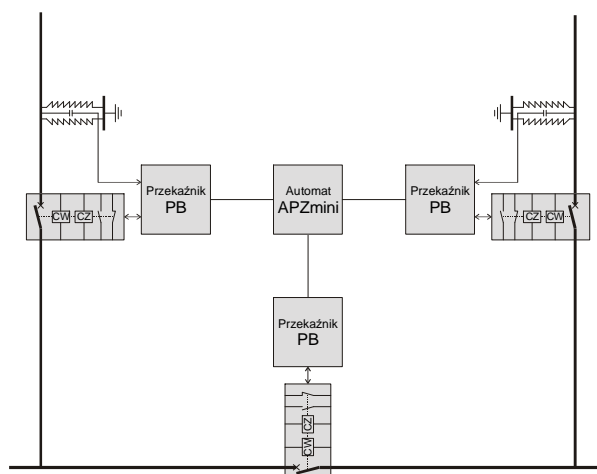 Przekaźnik
PB
Automat
APZmini
Przekaźnik
PB
CW CZ
CZ CW
Przekaźnik
PB
CZ
CW